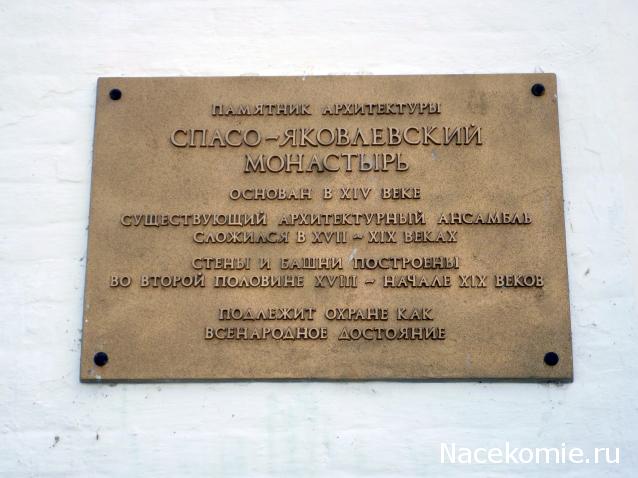 ПАМЯТНИК АРХИТЕКТУРЫ
СПАСО-ЯКОВЛЕВСКИЙ
МОНАСТЫРЬ
ОСНОВАН В XIV ВЕКЕ
СУЩЕСТВУЮЩИЙ АРХИТЕКТУРНЫЙ АНСАМБЛЬ
СЛОЖИЛСЯ В XVII - XIX ВЕКАХ
СТЕНЫ И БАШНИ ПОСТРОЕНЫ
ВО ВТОРОЙ ПОЛОВИНЕ XVIII - НАЧАЛЕ XIX ВЕКОВ
ПОДЛЕЖИТ ОХРАНЕ КАК
ВСЕНАРОДНОЕ ДОСТОЯНИЕ
Nacekomie.ru